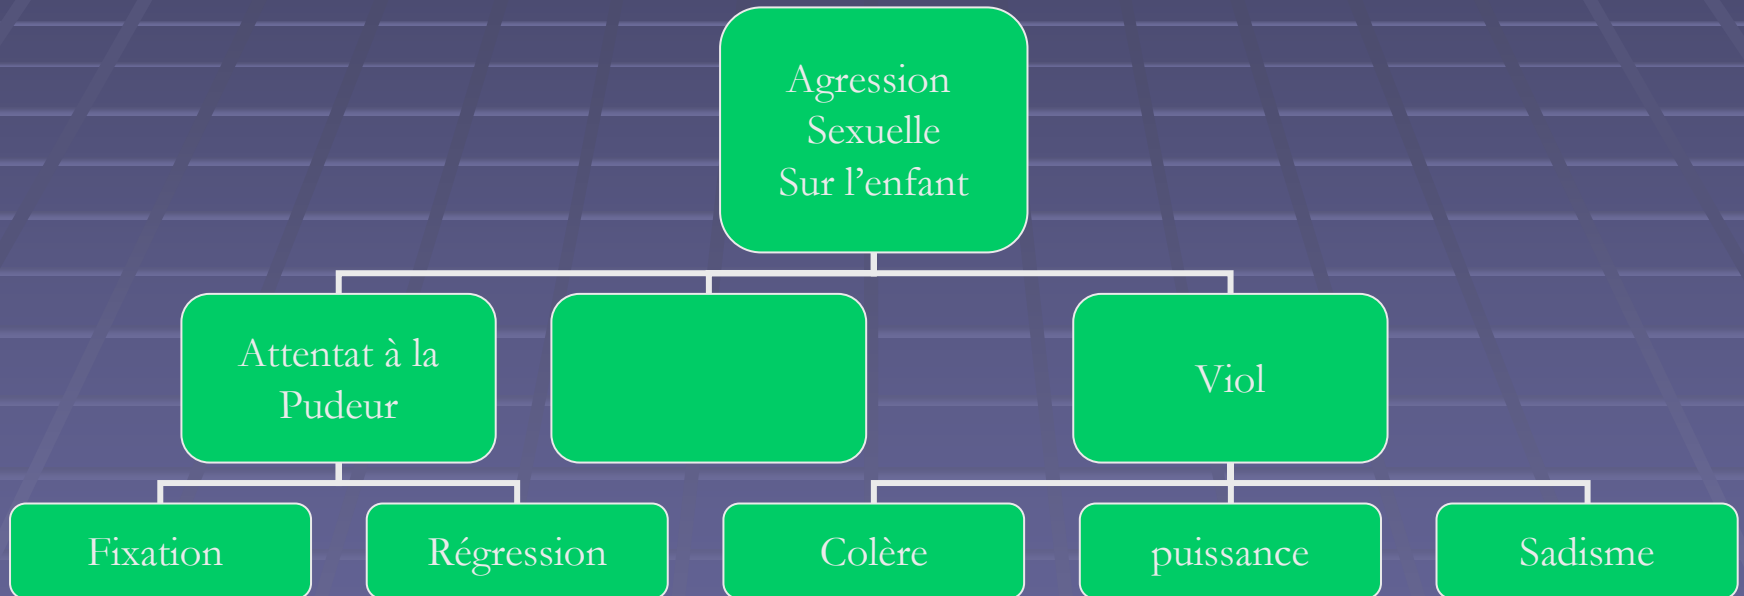 Agression
Sexuelle
Sur l’enfant
Attentat à la
Pudeur
Viol
Fixation
Régression
Colère
puissance
Sadisme